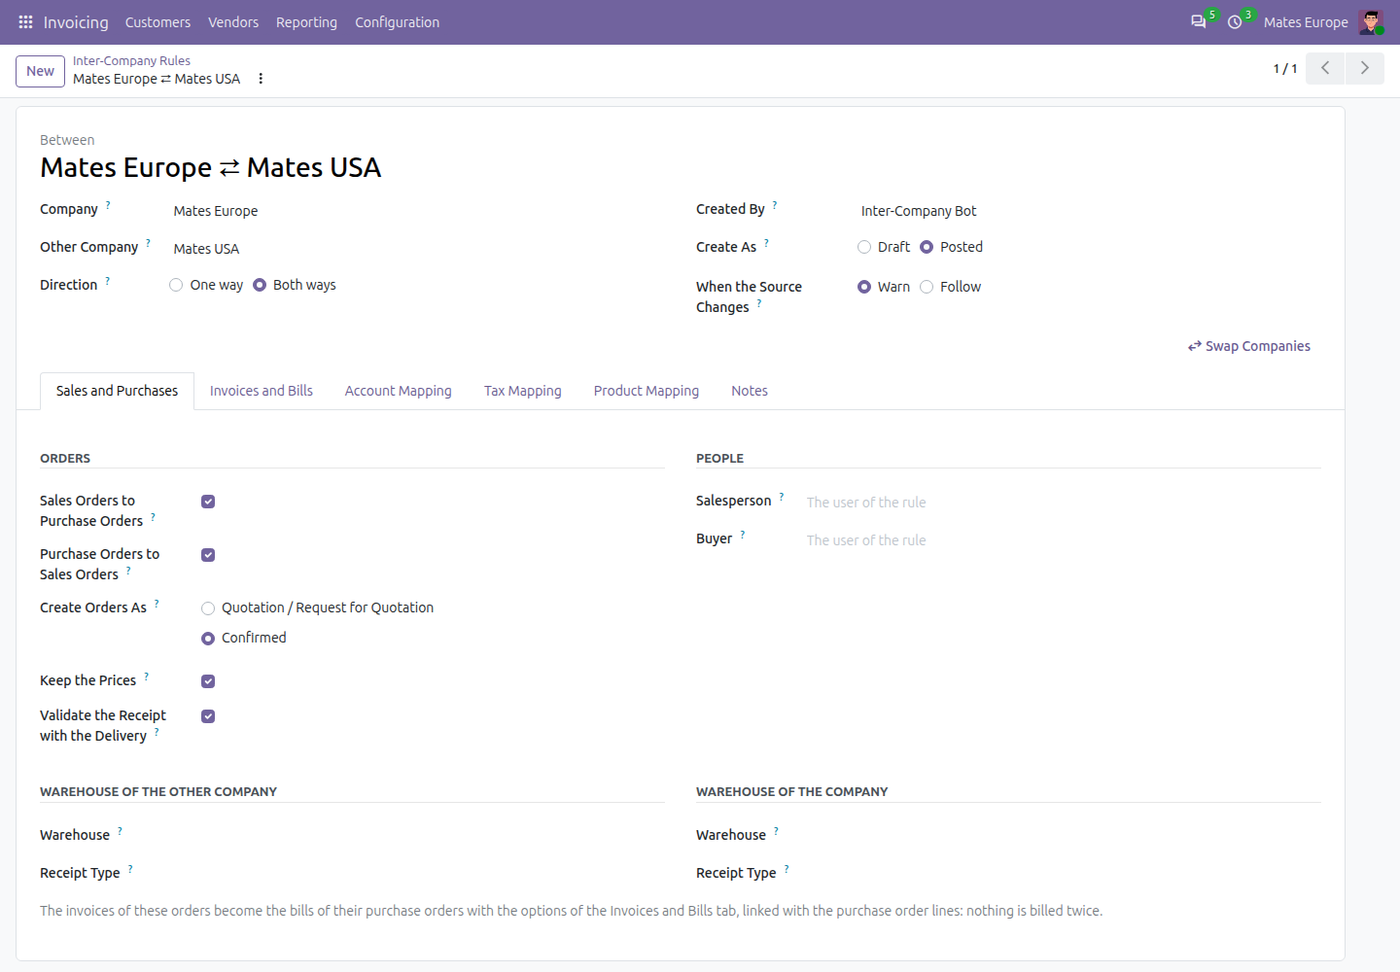 Invoicing Customers Vendors Reporting Configuration 5 3 Mates Europe
New
Inter-Company Rules
Mates Europe ⇄ Mates USA
1 / 1
Between
Mates Europe ⇄ Mates USA
Company ? Mates Europe
Other Company ? Mates USA
Direction ? One way Both ways
Created By ? Inter-Company Bot
Create As ? Draft Posted
When the Source
Changes ? Warn Follow
Swap Companies
Sales and Purchases Invoices and Bills Account Mapping Tax Mapping Product Mapping Notes
ORDERS
Sales Orders to
Purchase Orders ?
Purchase Orders to
Sales Orders ?
Create Orders As ? Quotation / Request for Quotation
Confirmed
Keep the Prices ?
Validate the Receipt
with the Delivery ?
PEOPLE
Salesperson ? The user of the rule
Buyer ? The user of the rule
WAREHOUSE OF THE OTHER COMPANY
Warehouse ?
Receipt Type ?
WAREHOUSE OF THE COMPANY
Warehouse ?
Receipt Type ?
The invoices of these orders become the bills of their purchase orders with the options of the Invoices and Bills tab, linked with the purchase order lines: nothing is billed twice.